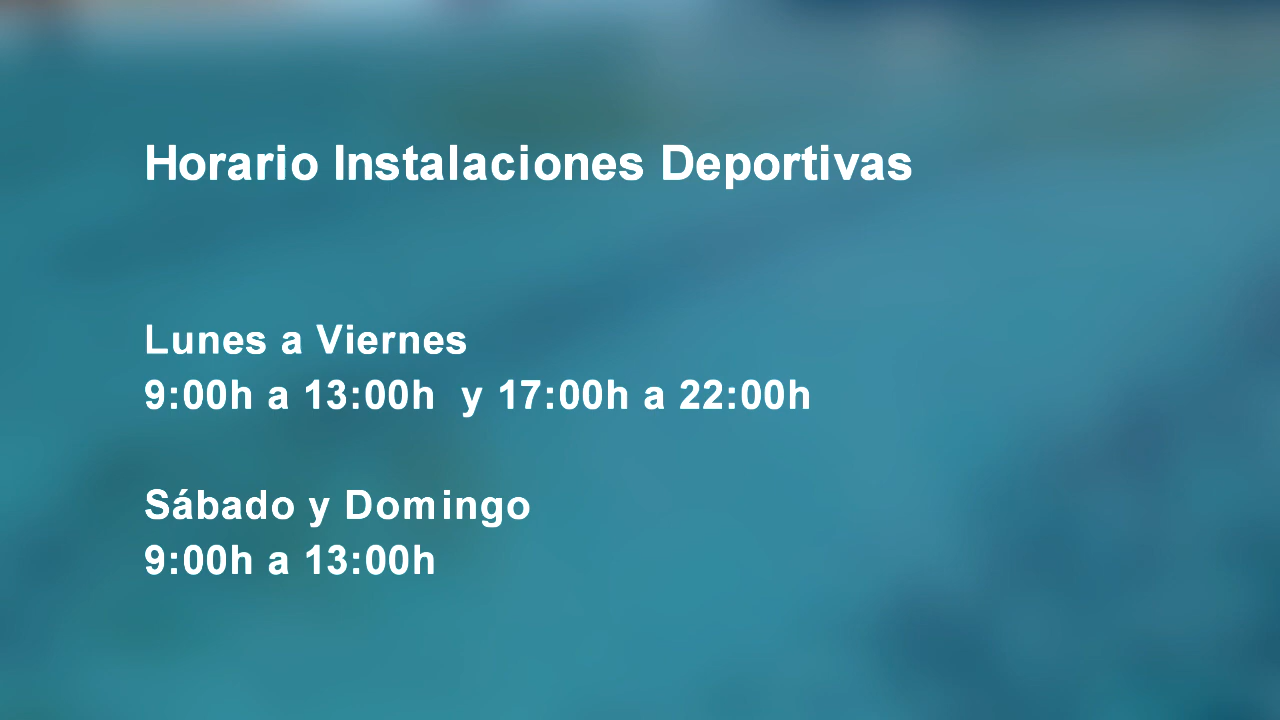 Horario Instalaciones Deportivas
Lunes a Viernes
9:00h a 13:00h  y 17:00h a 22:00h
Sábado y Domingo
9:00h a 13:00h